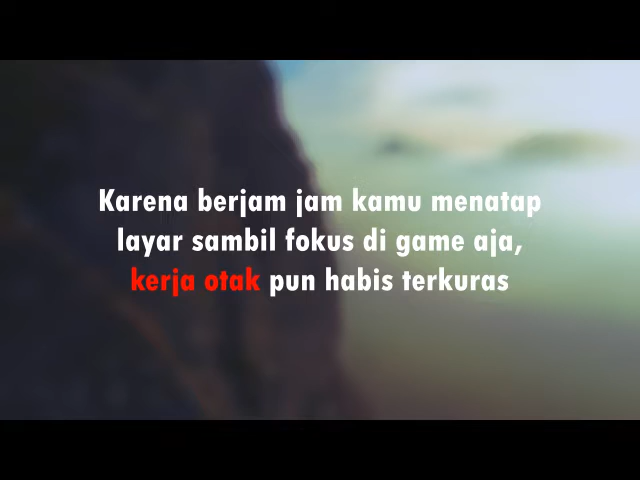 Karena berjam jam kamu menatap
layar sambil fokus di game aja,
kerja otak pun habis terkuras